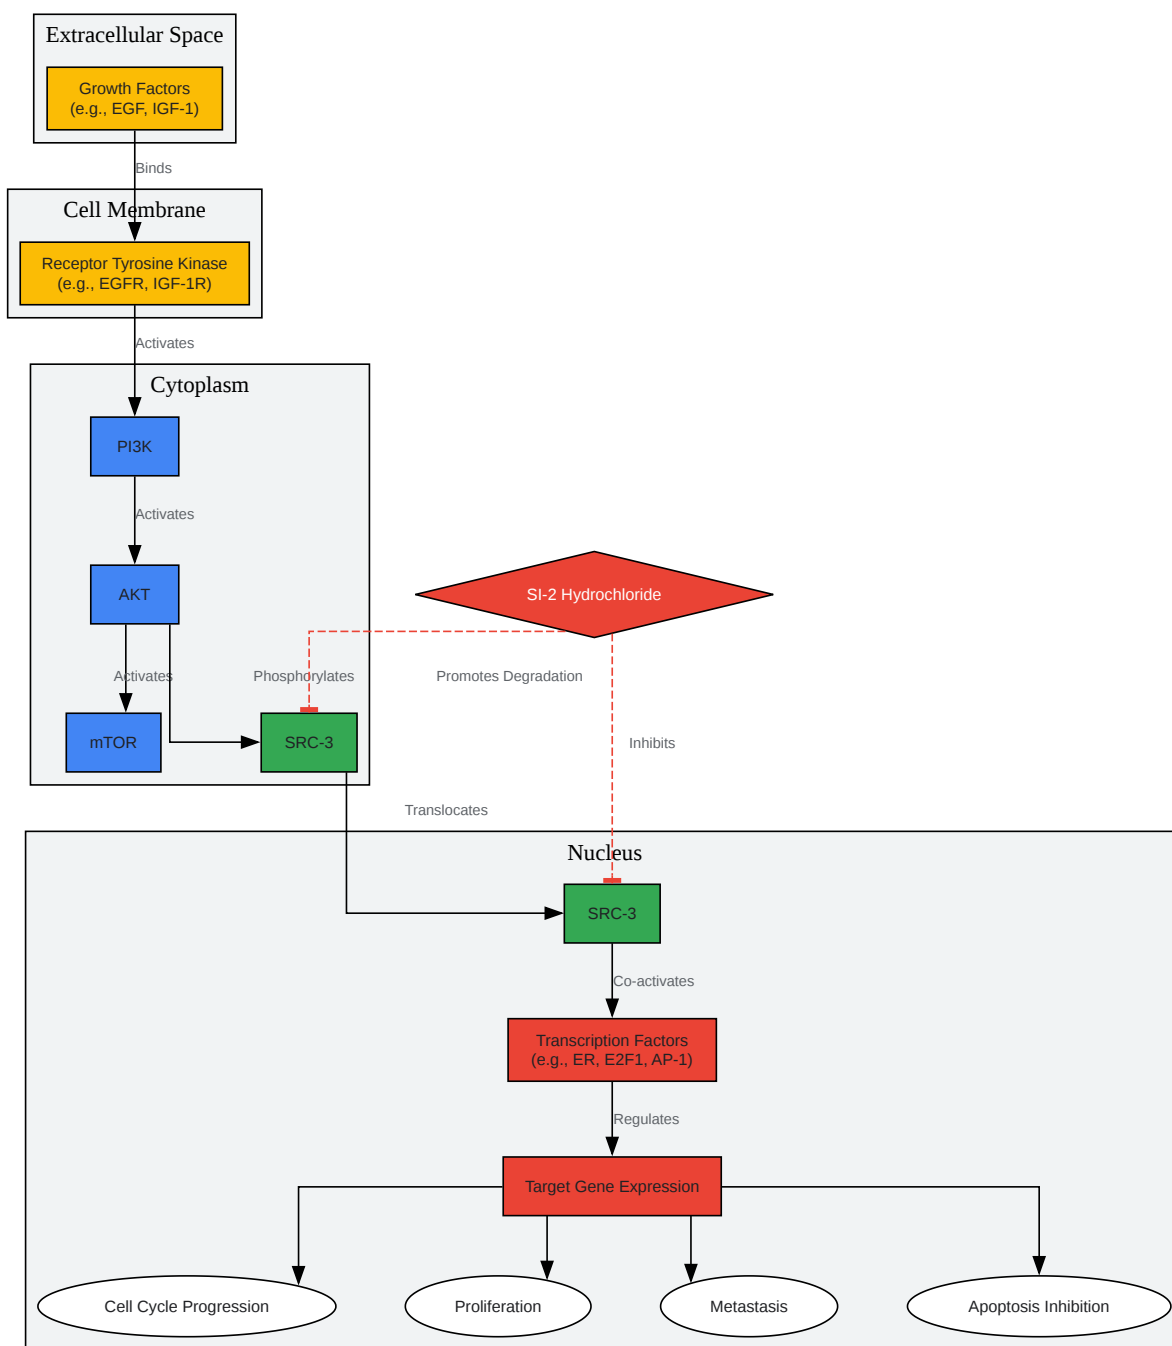 Extracellular Space
Growth Factors
(e.g., EGF, IGF-1)
Binds
Cell Membrane
Receptor Tyrosine Kinase
(e.g., EGFR, IGF-1R)
Activates
Cytoplasm
PI3K
Activates
AKT
SI-2 Hydrochloride
Activates
Phosphorylates
Promotes Degradation
mTOR
SRC-3
Inhibits
Translocates
Nucleus
SRC-3
Co-activates
Transcription Factors
(e.g., ER, E2F1, AP-1)
Regulates
Target Gene Expression
Cell Cycle Progression
Proliferation
Metastasis
Apoptosis Inhibition